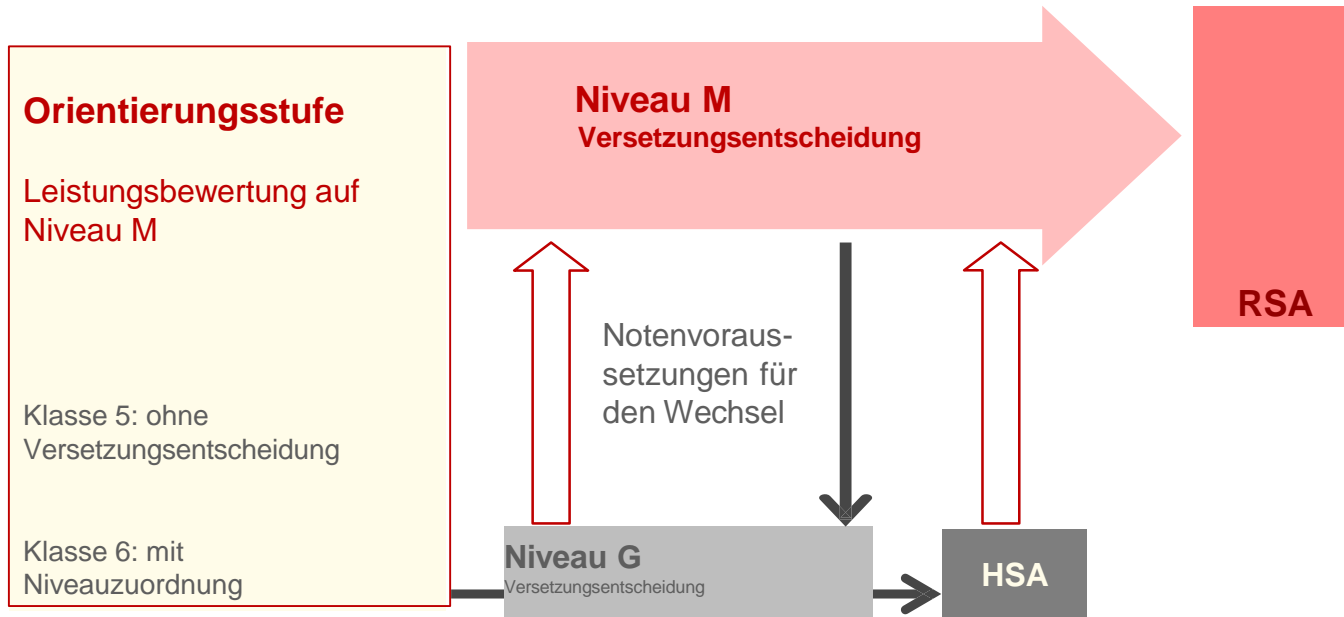 Orientierungsstufe
Leistungsbewertung auf
Niveau M
Klasse 5: ohne
Versetzungsentscheidung
Klasse 6: mit
Niveauzuordnung
Niveau M
Versetzungsentscheidung
Notenvoraus-
setzungen für
den Wechsel
Niveau G
Versetzungsentscheidung
HSA
RSA